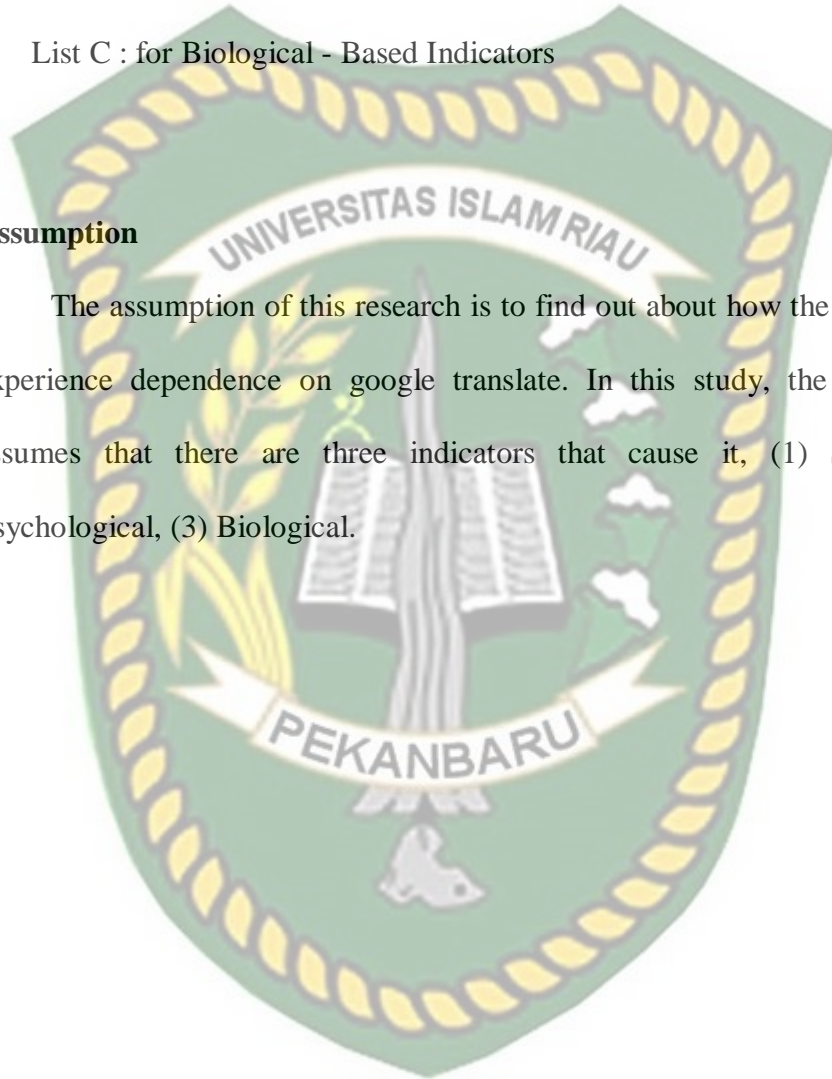 List C : for Biological - Based Indicators
UNIVERSITAS ISLAM RIAU
ssumption
The assumption of this research is to find out about how the
xperience dependence on google translate. In this study, the
ssumes that there are three indicators that cause it, (1)
sychological, (3) Biological.
PEKANBARU